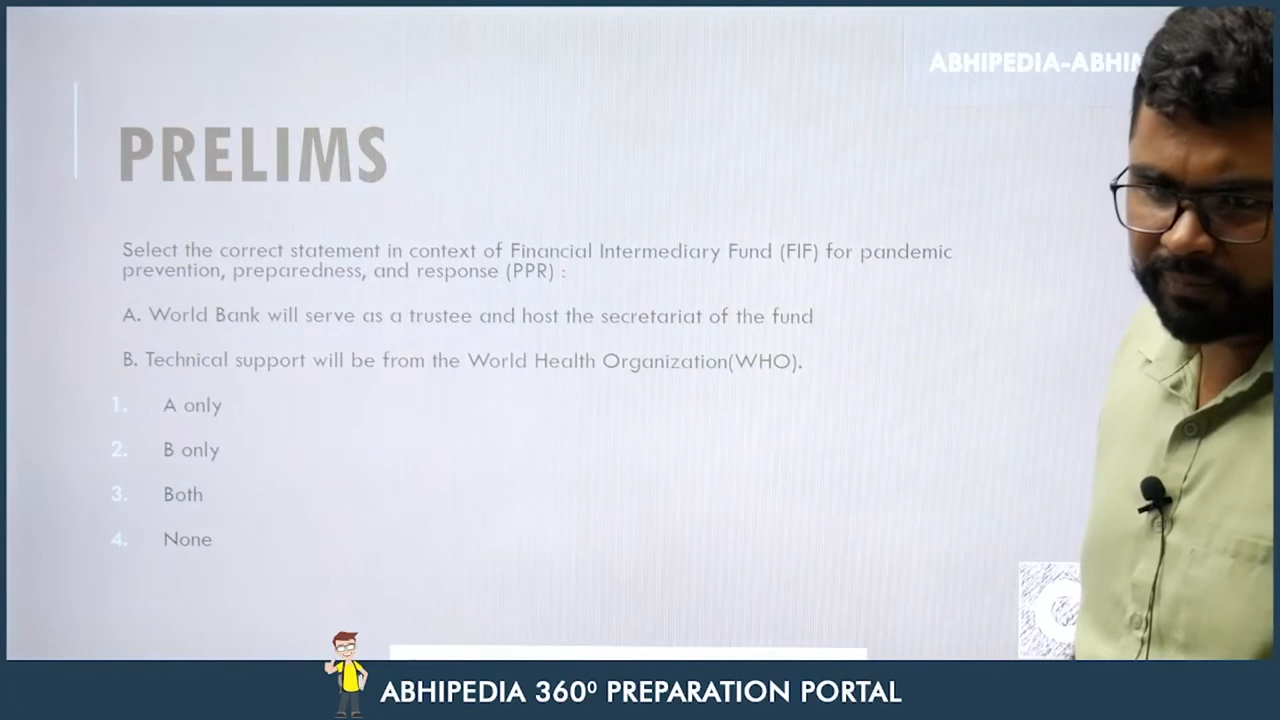 ABHIPEDIA-ABHI
PRELIMS
Select the correct statement in context of Financial Intermediary Fund (FIF) for pandemic
prevention, preparedness, and response (PPR) :
A. World Bank will serve as a trustee and host the secretariat of the fund
B. Technical support will be from the World Health Organization(WHO).
1. A only
2. B only
3. Both
4. None
ABHIPEDIA 360⁰ PREPARATION PORTAL